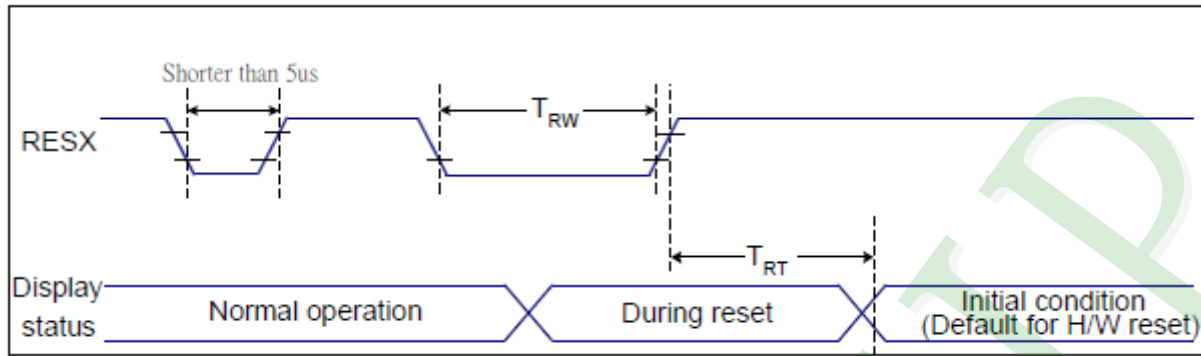 Shorter than 5us
RESX
TRW
TRT
Display
status
Normal operation
During reset
Initial condition
(Default for H/W reset)